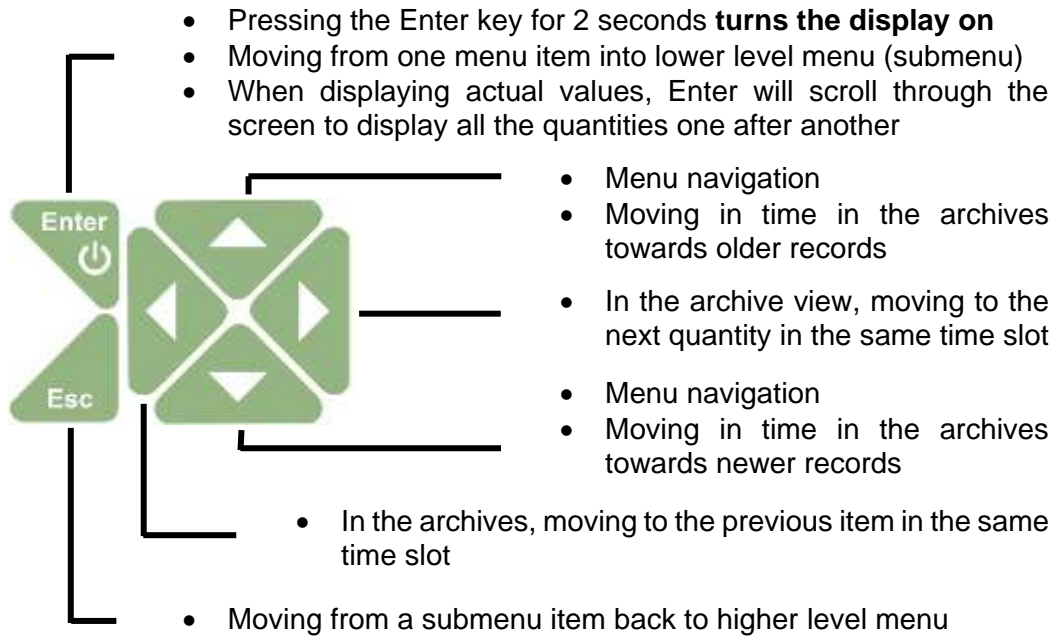 • Pressing the Enter key for 2 seconds turns the display on
• Moving from one menu item into lower level menu (submenu)
• When displaying actual values, Enter will scroll through the
screen to display all the quantities one after another
• Menu navigation
• Moving in time in the archives
towards older records
Enter
• In the archive view, moving to the
next quantity in the same time slot
Esc
• Menu navigation
• Moving in time in the archives
towards newer records
• In the archives, moving to the previous item in the same
time slot
• Moving from a submenu item back to higher level menu